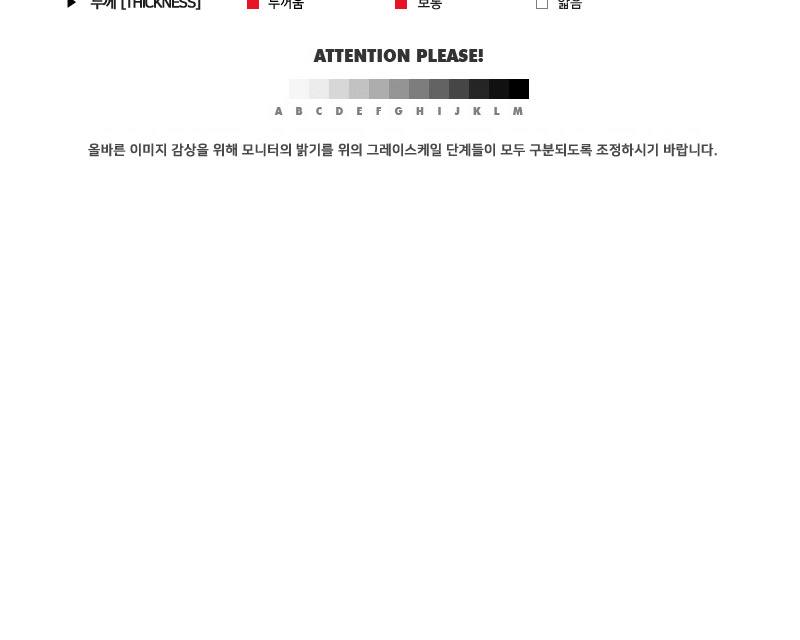 ▶ 두께 [THICKNESS] 두꺼움 보통 얇음
ATTENTION PLEASE!
A B C D E F G H I J K L M
올바른 이미지 감상을 위해 모니터의 밝기를 위의 그레이스케일 단계들이 모두 구분되도록 조정하시기 바랍니다.